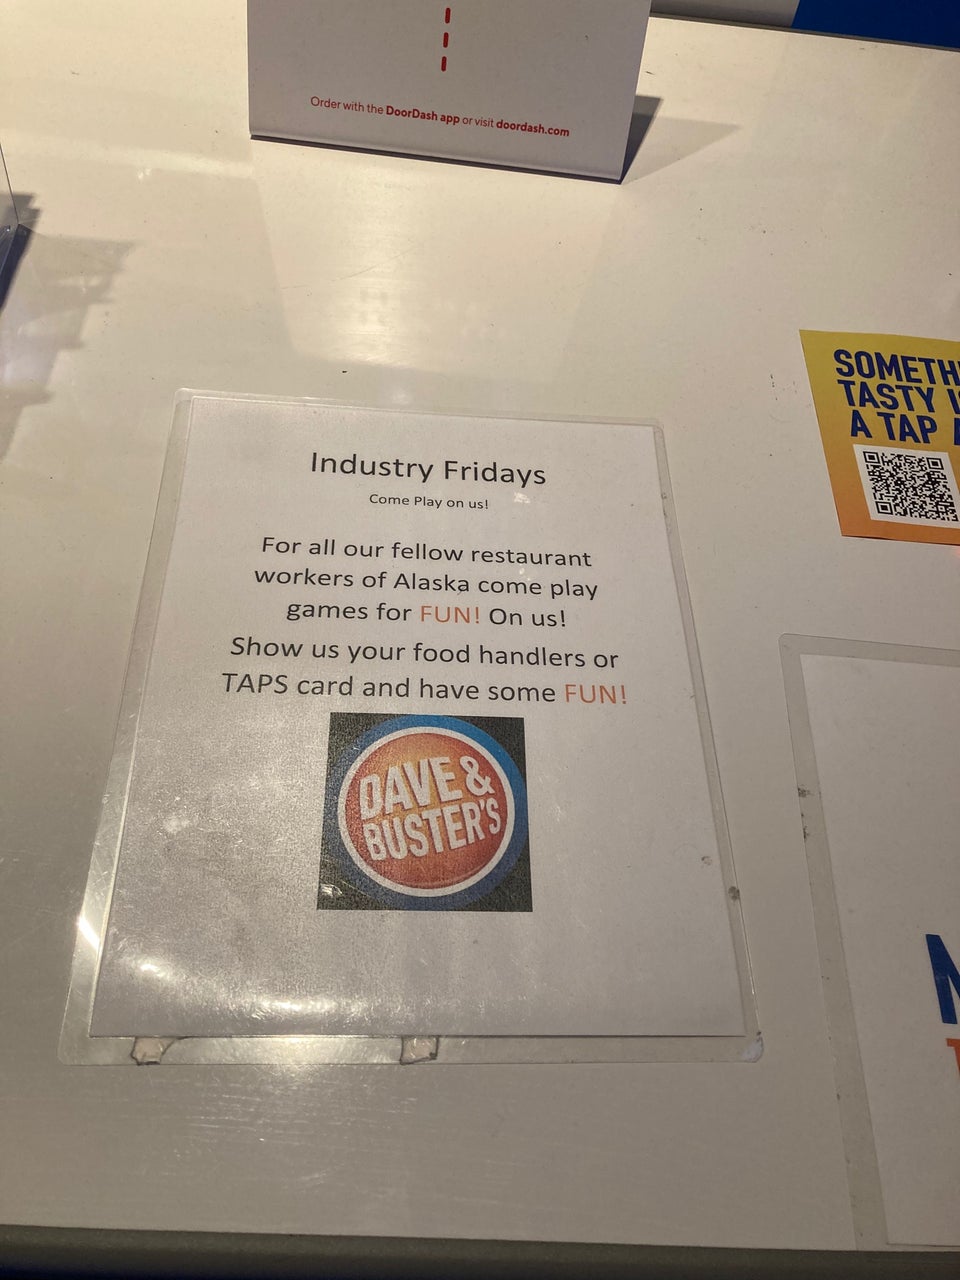 Order with the DoorDash app or visit doordash.com
Industry Fridays
Come Play on us!
For all our fellow restaurant
workers of Alaska come play
games for FUN! On us!
Show us your food handlers or
TAPS card and have some FUN!
DAVE &
BUSTER'S
TASTY
A TAP